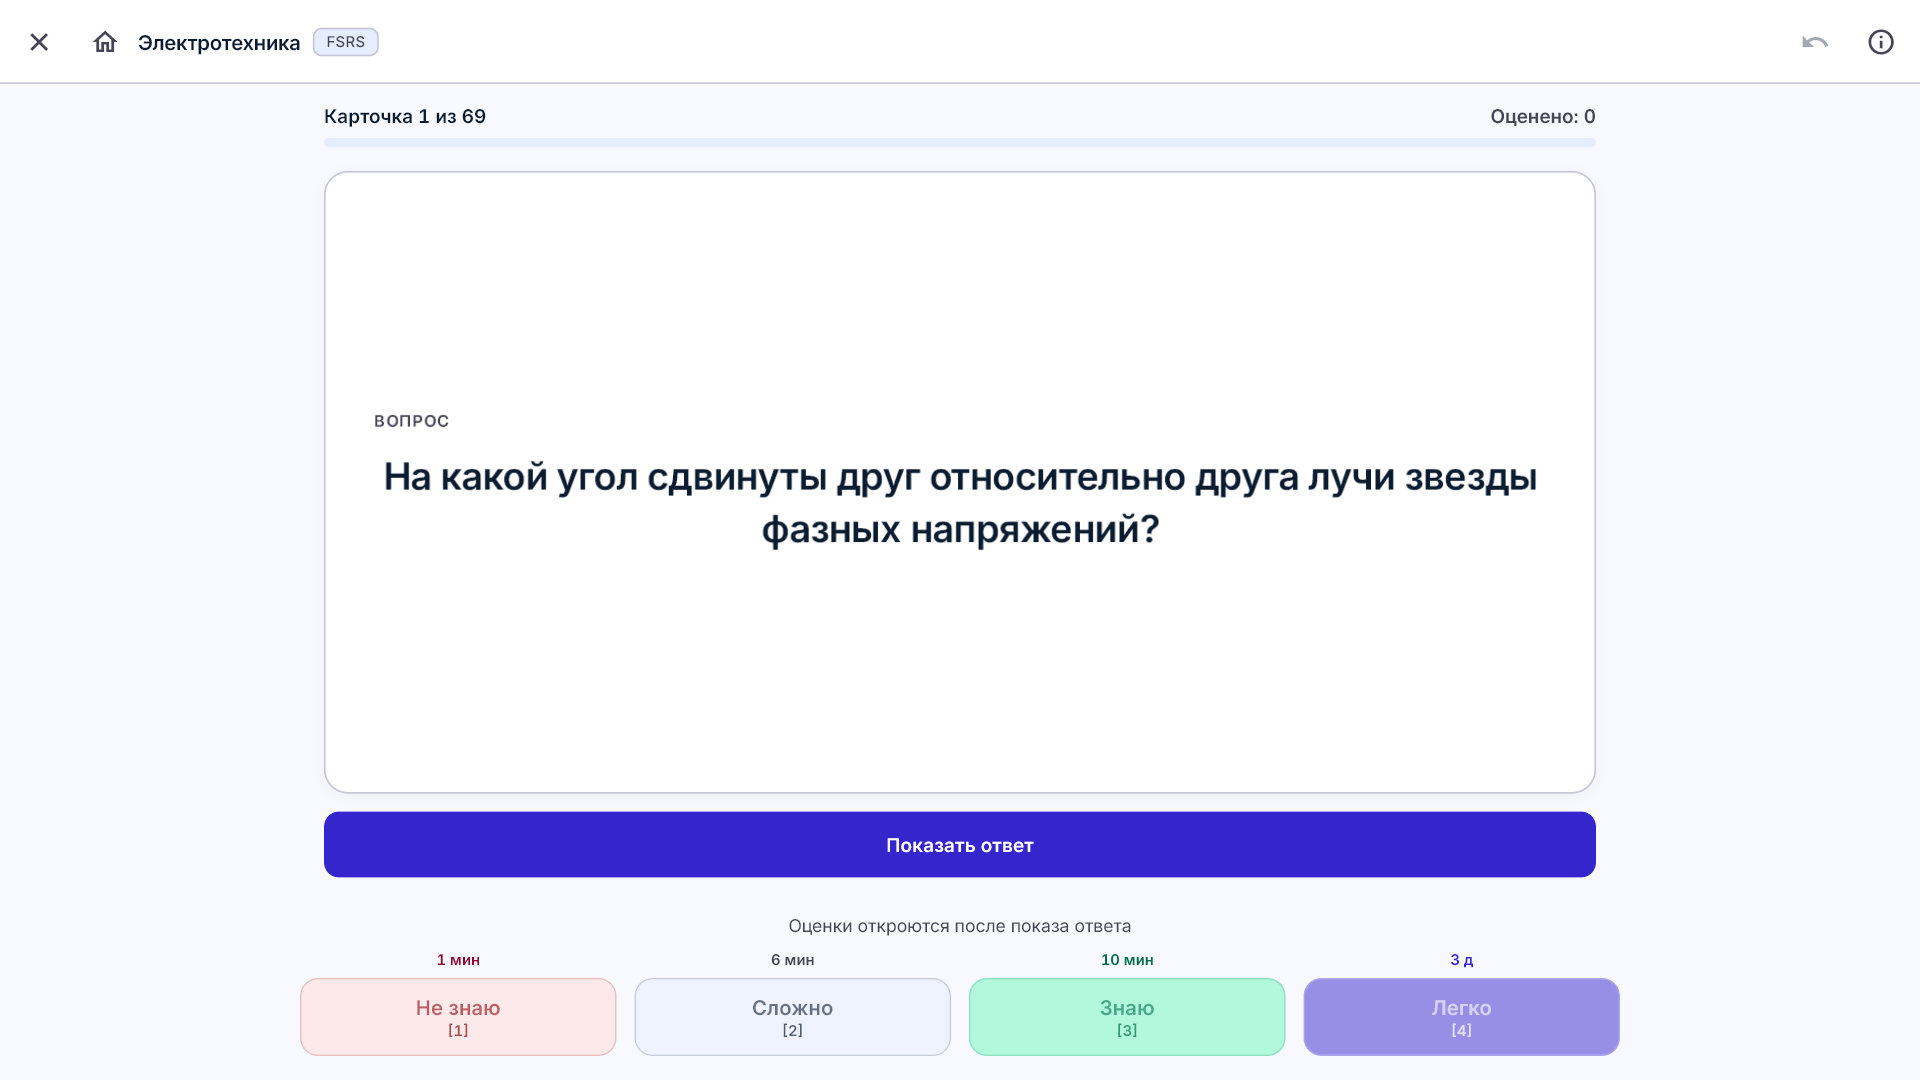 Электротехника FSRS
Карточка 1 из 69
Оценено: 0
ВОПРОС
На какой угол сдвинуты друг относительно друга лучи звезды
фазных напряжений?
Показать ответ
Оценки откроются после показа ответа
1 мин
Не знаю
[1]
6 мин
Сложно
[2]
10 мин
Знаю
[3]
3 д
Легко
[4]